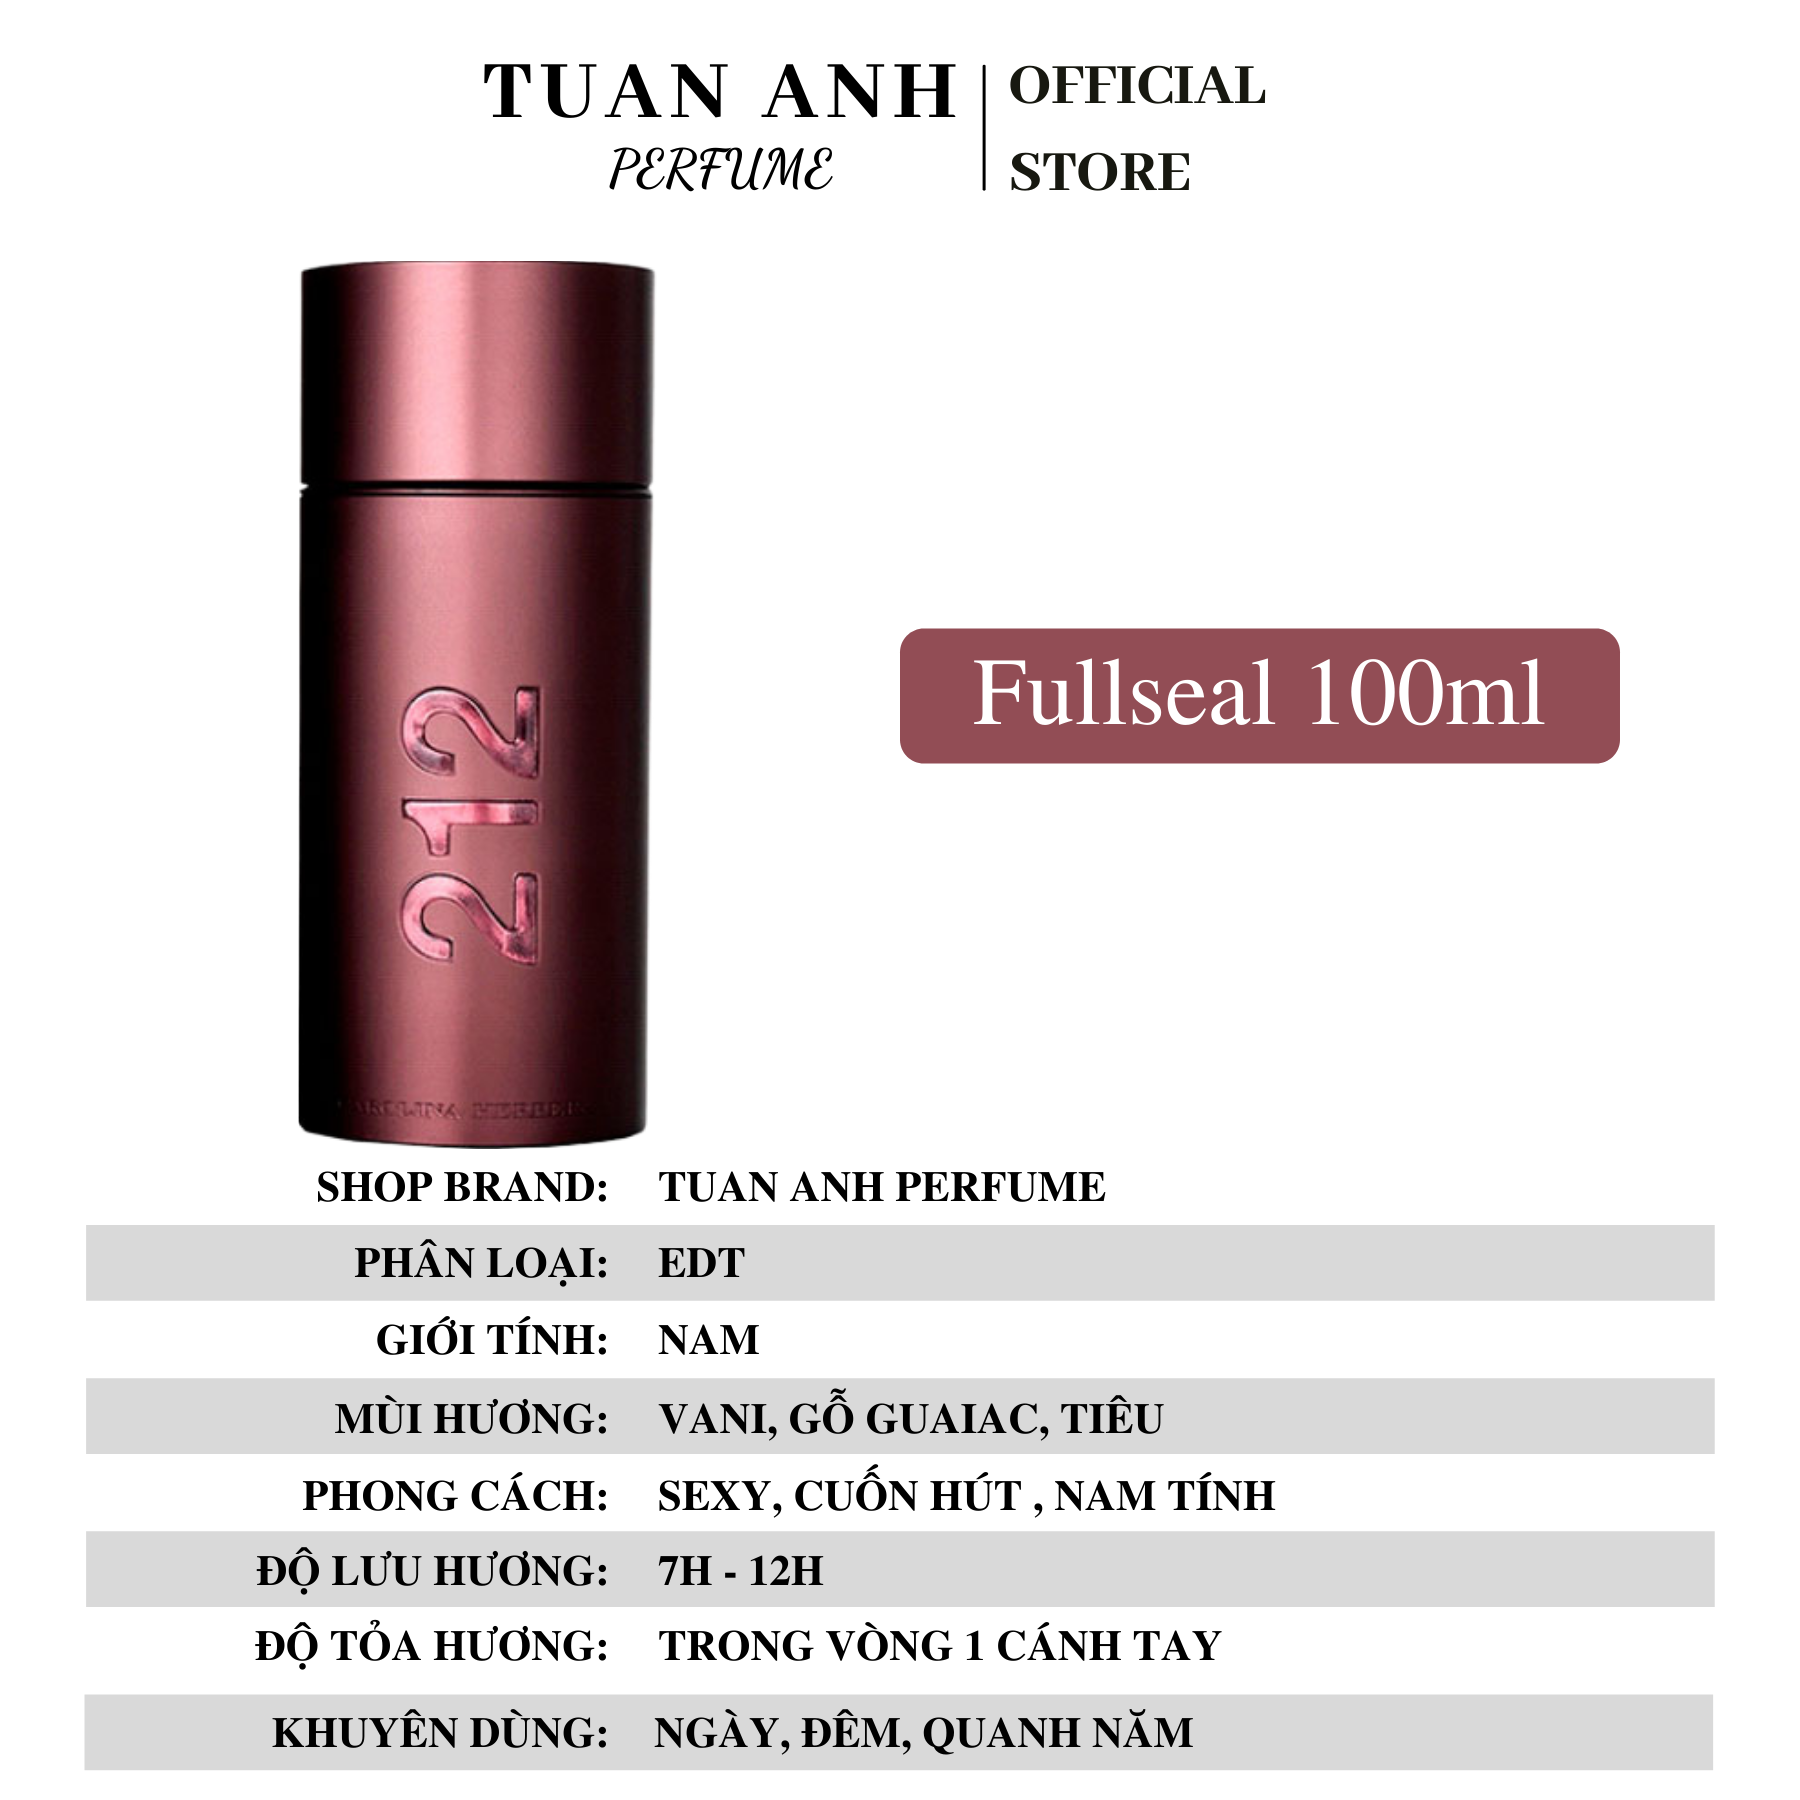 TUAN ANH
PERFUME
OFFICIAL
STORE
Fullseal 100ml
212
CAROLINA HERRERA
SHOP BRAND: TUAN ANH PERFUME
PHÂN LOẠI: EDT
GIỚI TÍNH: NAM
MÙI HƯƠNG: VANI, GỖ GUAIAC, TIÊU
PHONG CÁCH: SEXY, CUỐN HÚT , NAM TÍNH
ĐỘ LƯU HƯƠNG: 7H - 12H
ĐỘ TỎA HƯƠNG: TRONG VÒNG 1 CÁNH TAY
KHUYÊN DÙNG: NGÀY, ĐÊM, QUANH NĂM